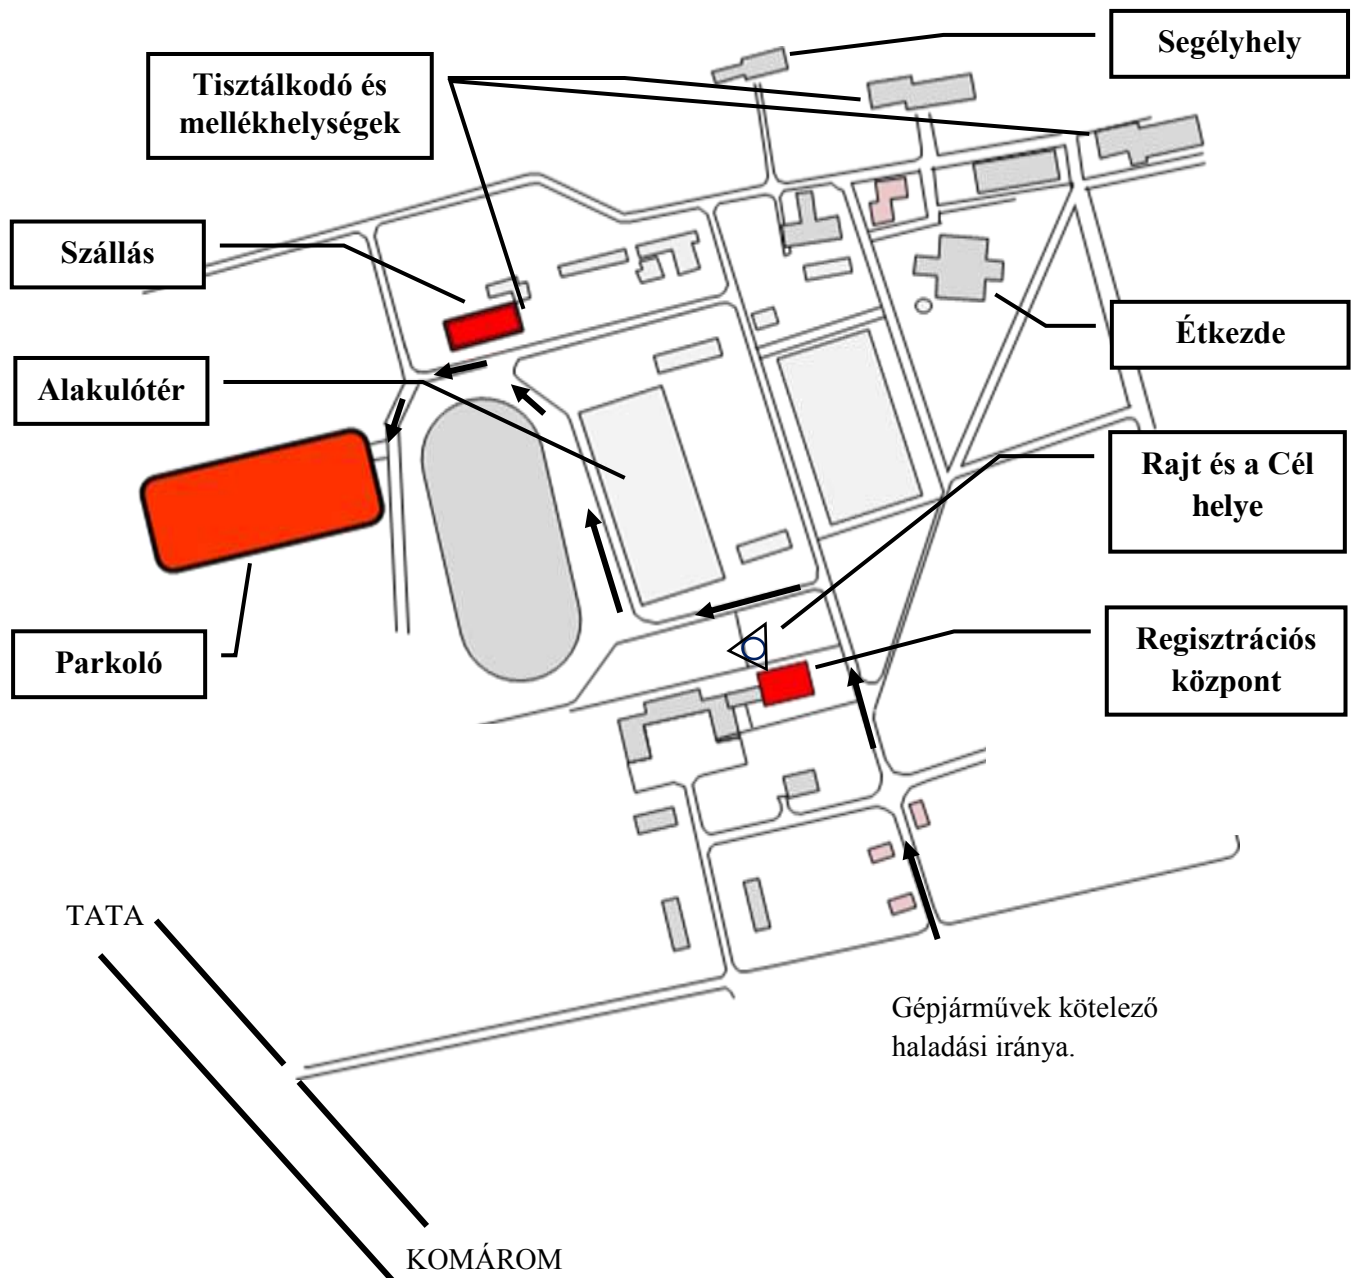 Segélyhely
Tisztálkodó és
mellékhelységek
Szállás
Étkezde
Alakulótér
Rajt és a Cél
helye
Parkoló
Regisztrációs
központ
TATA
Gépjárművek kötelező
haladási iránya.
KOMÁROM